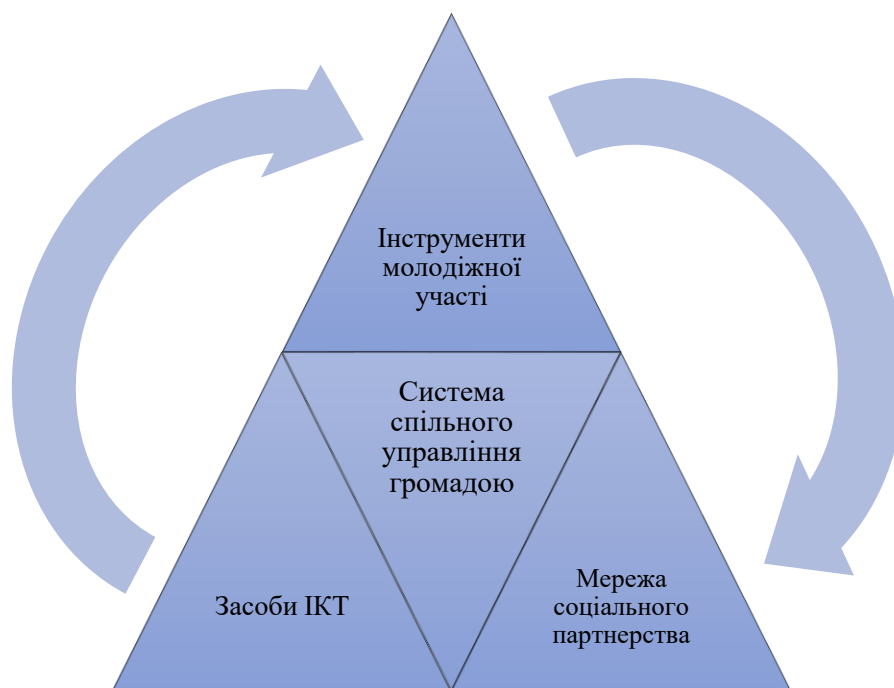 Інструменти
молодіжної
участі
Система
спільного
управління
громадою
Засоби ІКТ
Мережа
соціального
партнерства